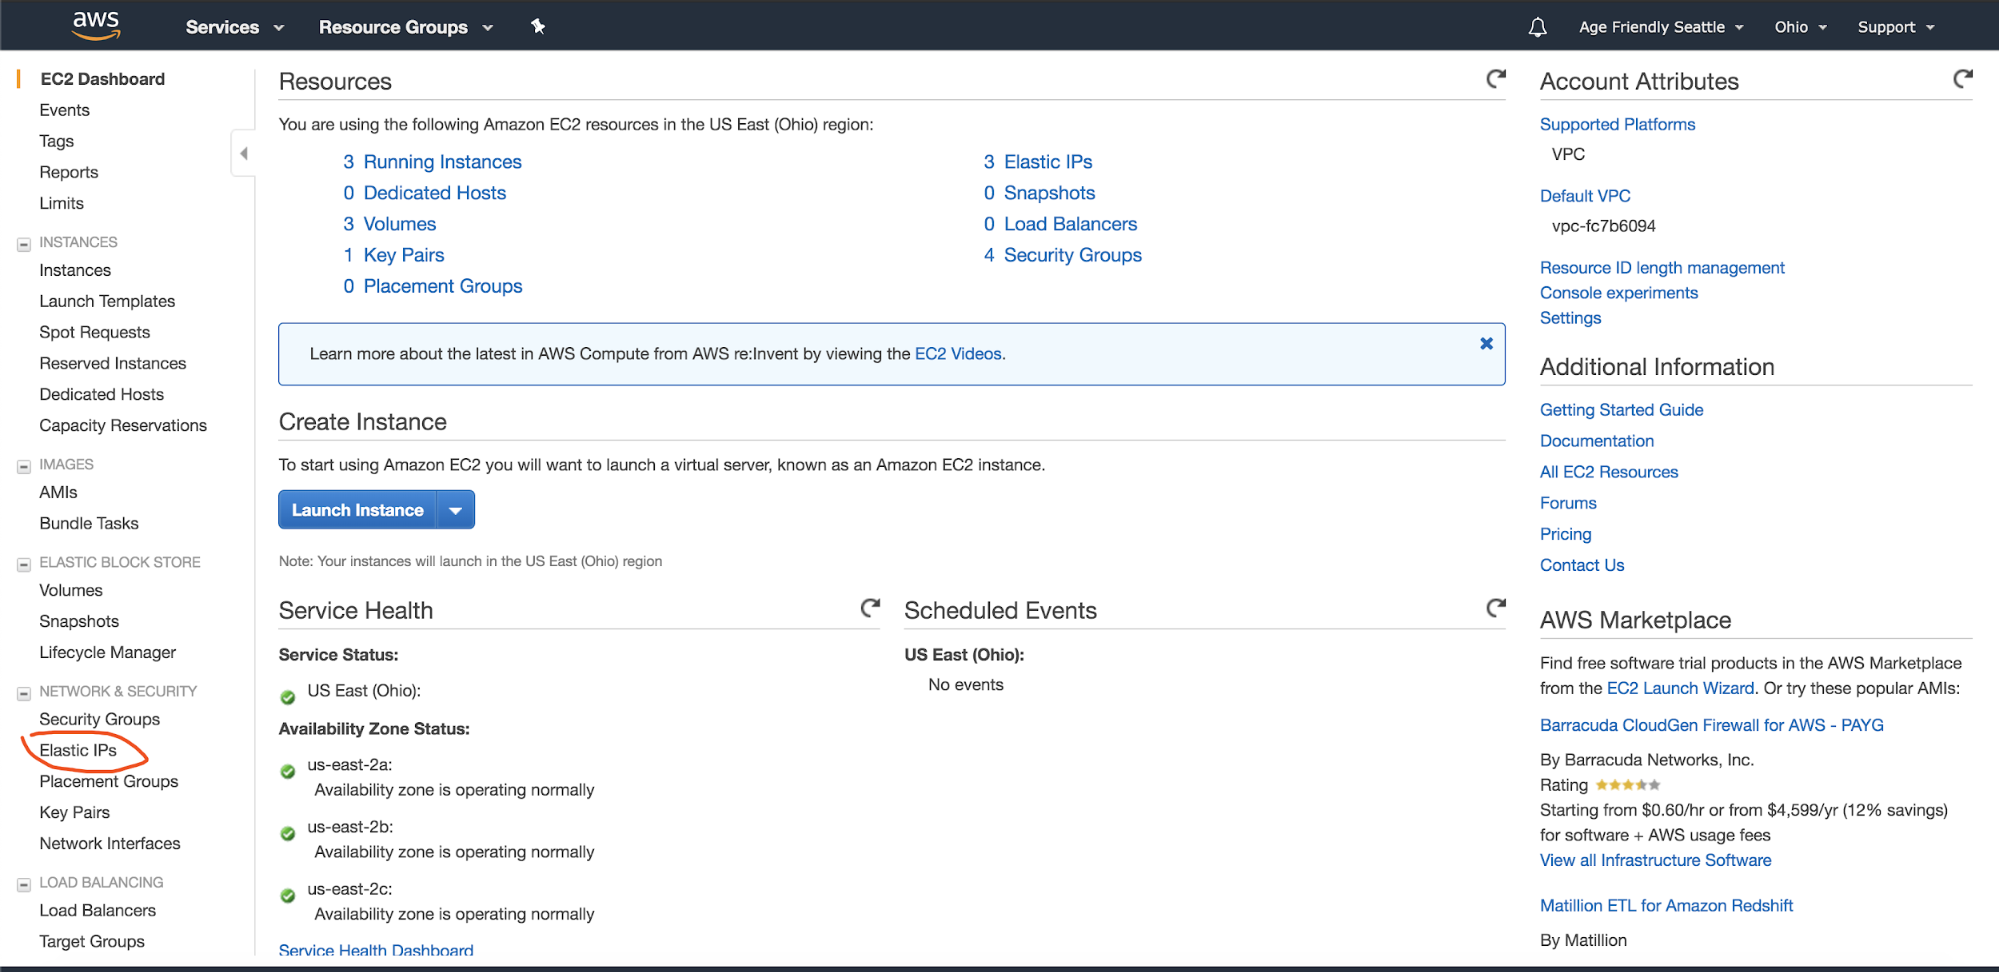 aws
Services
Resource Groups
Age Friendly Seattle
Ohio
Support
EC2 Dashboard
Events
Tags
Reports
Limits
INSTANCES
Instances
Launch Templates
Spot Requests
Reserved Instances
Dedicated Hosts
Capacity Reservations
IMAGES
AMIs
Bundle Tasks
ELASTIC BLOCK STORE
Volumes
Snapshots
Lifecycle Manager
NETWORK & SECURITY
Security Groups
Elastic IPs
Placement Groups
Key Pairs
Network Interfaces
LOAD BALANCING
Load Balancers
Target Groups
Resources
You are using the following Amazon EC2 resources in the US East (Ohio) region:
3 Running Instances
0 Dedicated Hosts
3 Volumes
1 Key Pairs
0 Placement Groups
3 Elastic IPs
0 Snapshots
0 Load Balancers
4 Security Groups
Learn more about the latest in AWS Compute from AWS re:Invent by viewing the EC2 Videos.
Create Instance
To start using Amazon EC2 you will want to launch a virtual server, known as an Amazon EC2 instance.
Launch Instance
Note: Your instances will launch in the US East (Ohio) region
Service Health
Service Status:
US East (Ohio):
Availability Zone Status:
us-east-2a:
Availability zone is operating normally
us-east-2b:
Availability zone is operating normally
us-east-2c:
Availability zone is operating normally
Service Health Dashboard
Scheduled Events
US East (Ohio):
No events
Account Attributes
Supported Platforms
VPC
Default VPC
vpc-fc7b6094
Resource ID length management
Console experiments
Settings
Additional Information
Getting Started Guide
Documentation
All EC2 Resources
Forums
Pricing
Contact Us
AWS Marketplace
Find free software trial products in the AWS Marketplace
from the EC2 Launch Wizard. Or try these popular AMIs:
Barracuda CloudGen Firewall for AWS - PAYG
By Barracuda Networks, Inc.
Rating
Starting from $0.60/hr or from $4,599/yr (12% savings)
for software + AWS usage fees
View all Infrastructure Software
Matillion ETL for Amazon Redshift
By Matillion